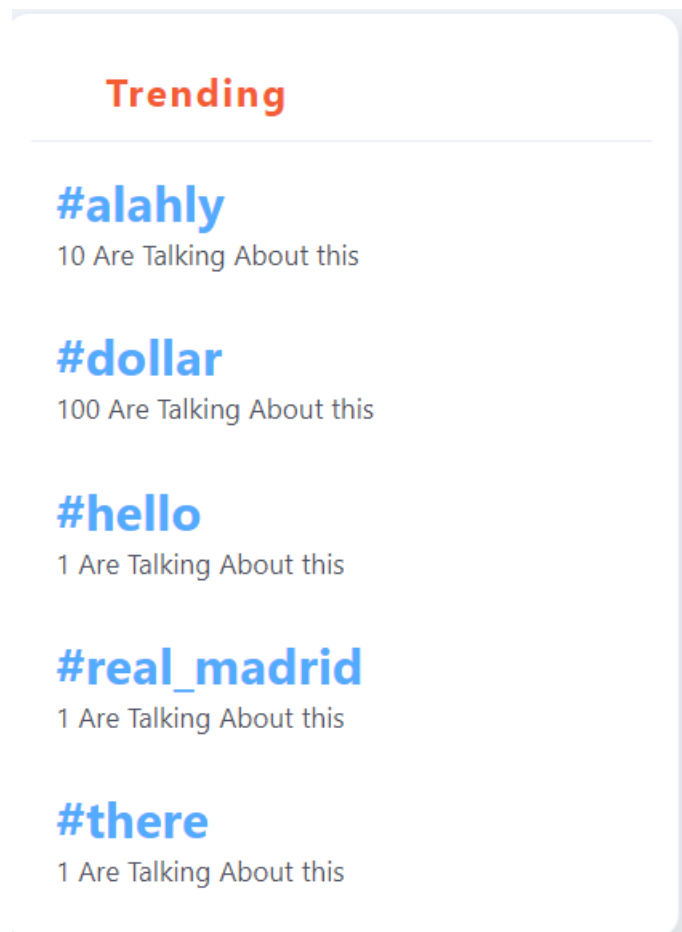 Trending
#alahly
10 Are Talking About this
#dollar
100 Are Talking About this
#hello
1 Are Talking About this
#real_madrid
1 Are Talking About this
#there
1 Are Talking About this